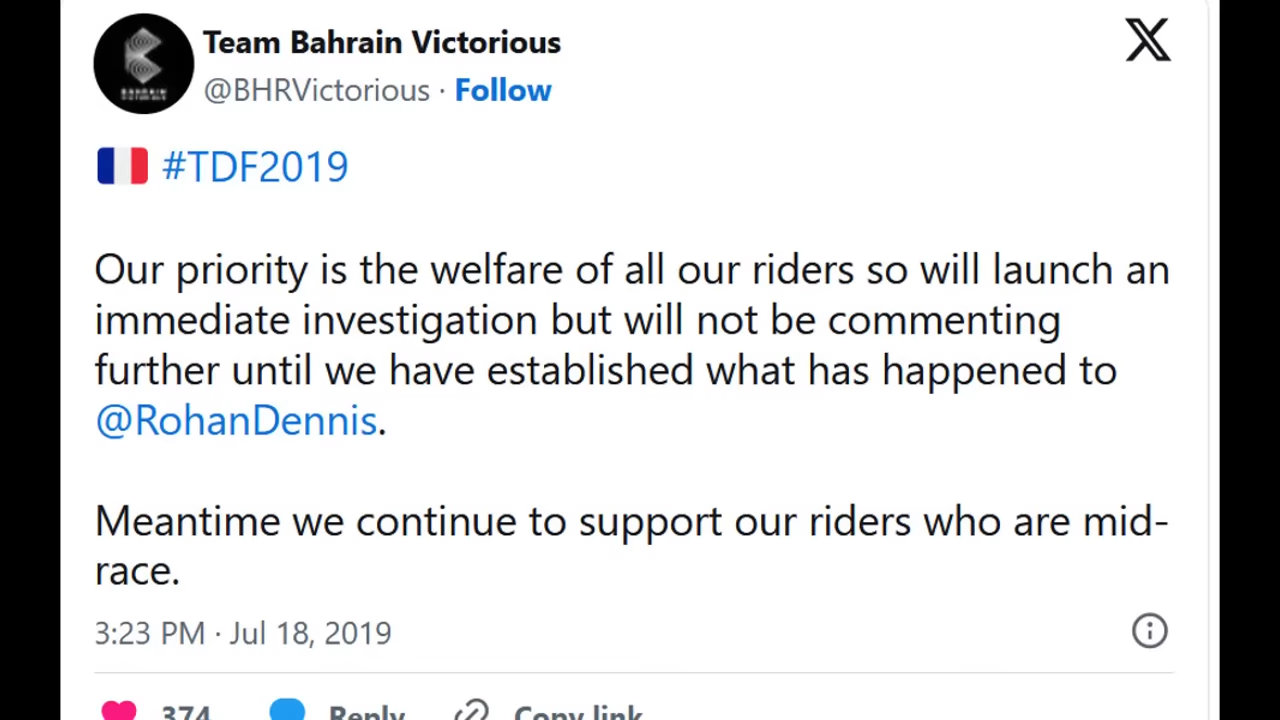 Team Bahrain Victorious
@BHRVictorious · Follow
#TDF2019
Our priority is the welfare of all our riders so will launch an
immediate investigation but will not be commenting
further until we have established what has happened to
@RohanDennis.
Meantime we continue to support our riders who are mid-
race.
3:23 PM · Jul 18, 2019
374 Reply Copy link